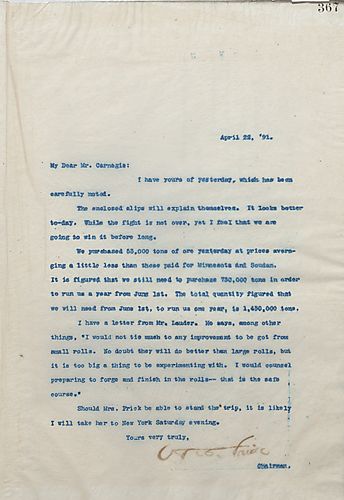 367
April 22, '91.
My Dear Mr. Carnegie:
I have yours of yesterday, which has been
carefully noted.
The enclosed slips will explain themselves. It looks better
to-day. While the fight is not over, yet I feel that we are
going to win it before long.
We purchased 53,000 tons of ore yesterday at prices avera-
ging a little less than those paid for Minnesota and Soudan.
It is figured that we still need to purchase 730,000 tons in order
to run us a year from June 1st. The total quantity figured that
we will need from June 1st, to run us one year, is 1,430,000 tons.
I have a letter from Mr. Lauder. He says, among other
things, "I would not tie much to any improvement to be got from
small rolls. No doubt they will do better than large rolls, but
it is too big a thing to be experimenting with. I would counsel
preparing to forge and finish in the rolls-- that is the safe
course."
Should Mrs. Frick be able to stand the trip, it is likely
I will take her to New York Saturday evening.
Yours very truly,
Frick
Chairman.